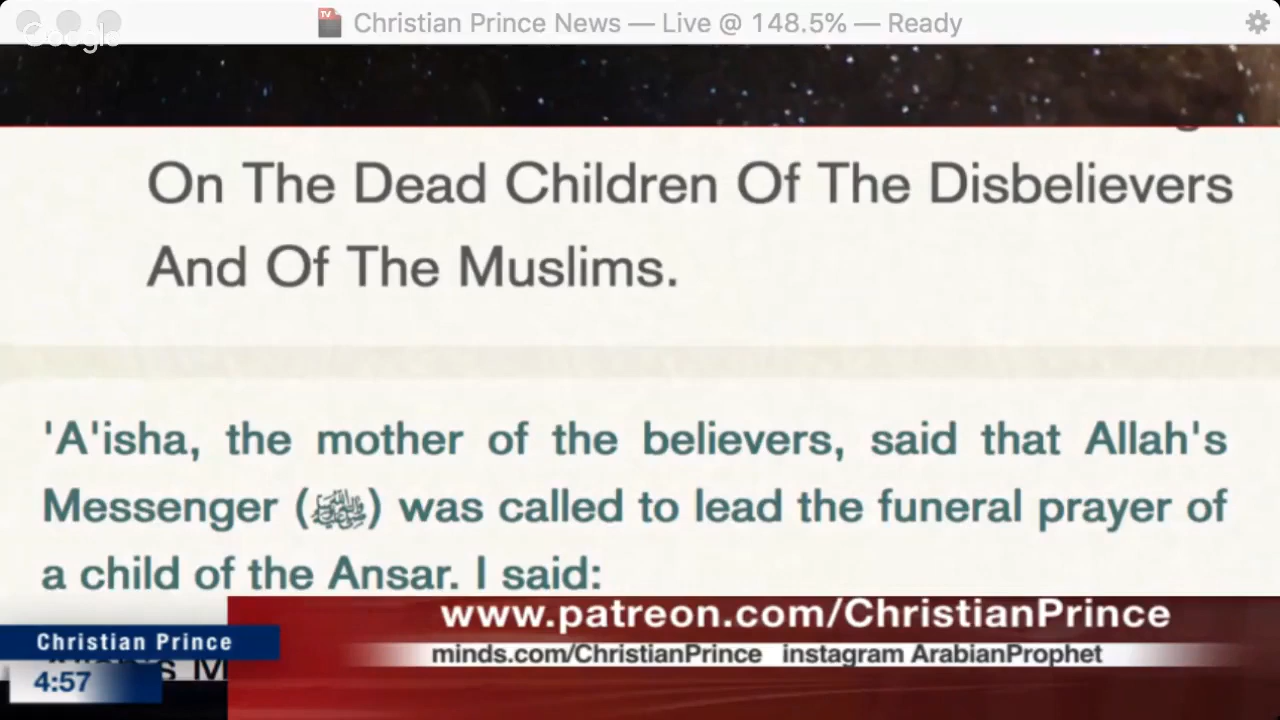 Christian Prince News — Live @ 148.5% — Ready
Google
On The Dead Children Of The Disbelievers
And Of The Muslims.
'A'isha, the mother of the believers, said that Allah's
Messenger (ﷺ) was called to lead the funeral prayer of
a child of the Ansar. I said:
www.patreon.com/ChristianPrince
Christian Prince
minds.com/ChristianPrince instagram ArabianProphet
4:57